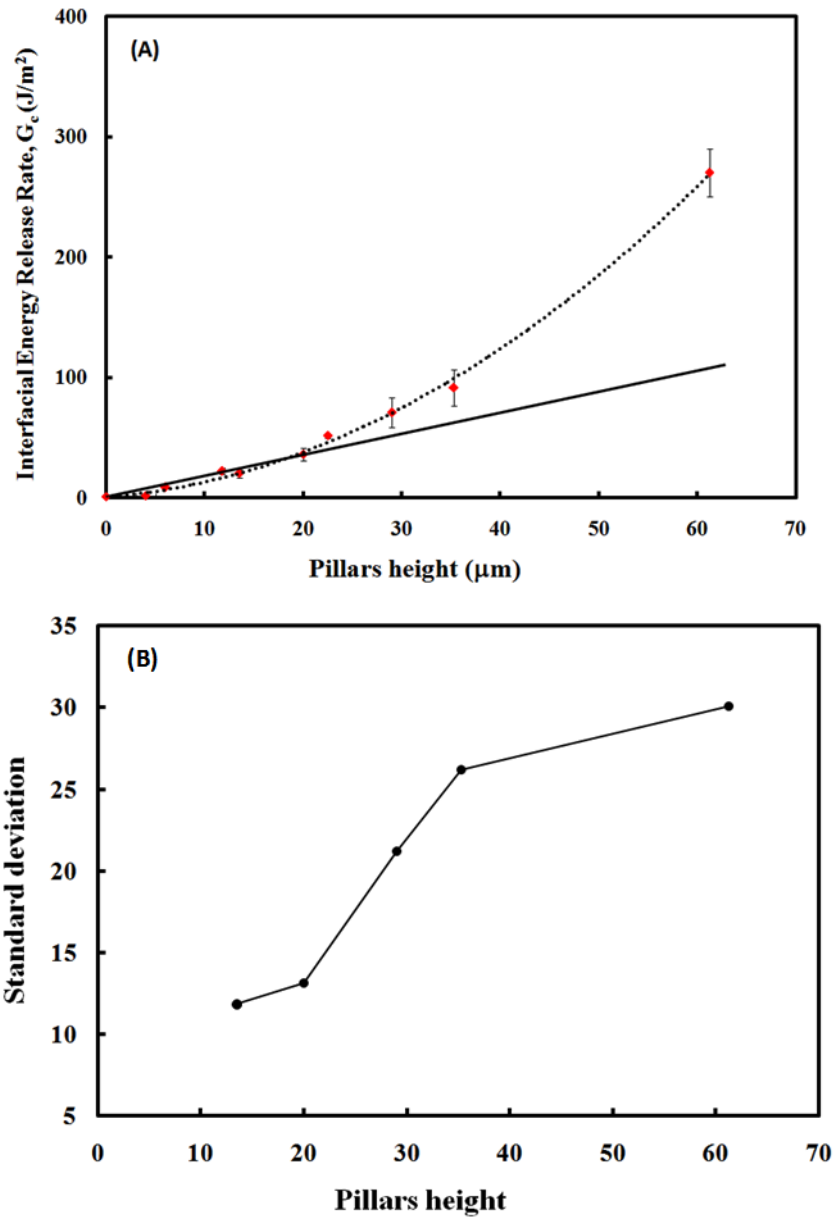 400
(A)
300
200
100
0
Interfacial Energy Release Rate, Gc (J/m²)
0 10 20 30 40 50 60 70
Pillars height (μm)
35
(B)
30
25
20
15
10
5
Standard deviation
0 10 20 30 40 50 60 70
Pillars height